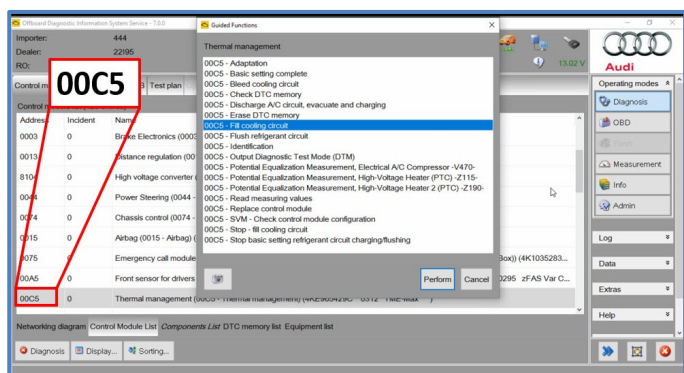 Offboard Diagnostic Information System Service - 7.0.0
Importer: 444
Dealer: 22195
RO:
13.02 V
Audi
Control m
Test plan
00C5
Control m
Address Incident Name
0003 0 Brake Electronics (0003
0013 0 Distance regulation (00
8104 High voltage converter (
0044 0 Power Steering (0044 -
0074 0 Chassis control (0074 -
0015 0 Airbag (0015 - Airbag) (
0075 0 Emergency call module Box)) (4K1035283...
00A5 0 Front sensor for drivers 0295 zFAS Var C...
00C5 0 Thermal management (00C5 - Thermal management) (4KE965429C 0312 TME-Max )
Networking diagram Control Module List Components List DTC memory list Equipment list
Diagnosis Display... Sorting...
Guided Functions
Thermal management
00C5 - Adaptation
00C5 - Basic setting complete
00C5 - Bleed cooling circuit
00C5 - Check DTC memory
00C5 - Discharge A/C circuit, evacuate and charging
00C5 - Erase DTC memory
00C5 - Fill cooling circuit
00C5 - Flush refrigerant circuit
00C5 - Identification
00C5 - Output Diagnostic Test Mode (DTM)
00C5 - Potential Equalization Measurement, Electrical A/C Compressor -V470-
00C5 - Potential Equalization Measurement, High-Voltage Heater (PTC) -Z115-
00C5 - Potential Equalization Measurement, High-Voltage Heater 2 (PTC) -Z190-
00C5 - Read measuring values
00C5 - Replace control module
00C5 - SVM - Check control module configuration
00C5 - Stop - fill cooling circuit
00C5 - Stop basic setting refrigerant circuit charging/flushing
Perform Cancel
Operating modes
Diagnosis
OBD
Measurement
Info
Admin
Log
Data
Extras
Help